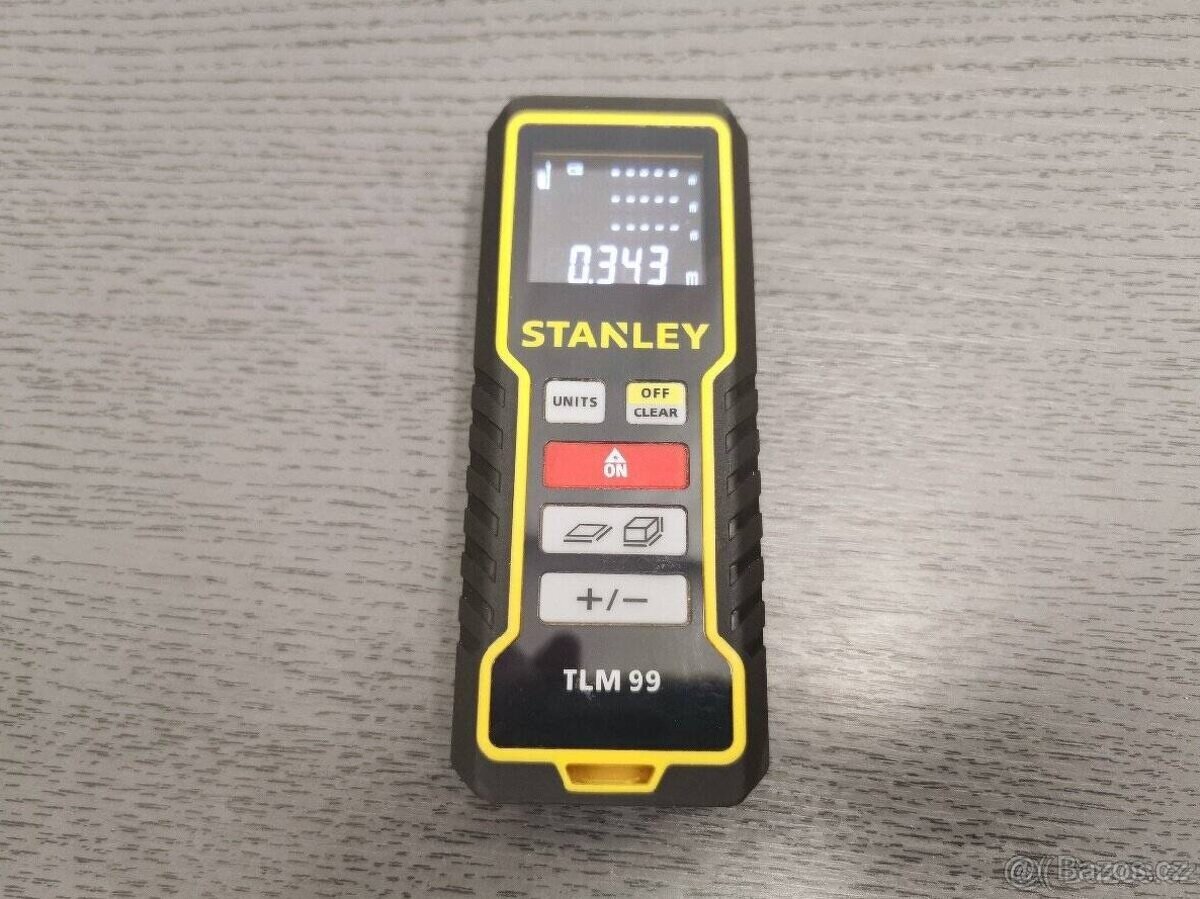 ----- m
----- m
----- m
0.343 m
STANLEY
UNITS
OFF
CLEAR
ON
+/−
TLM 99
Bazos.cz